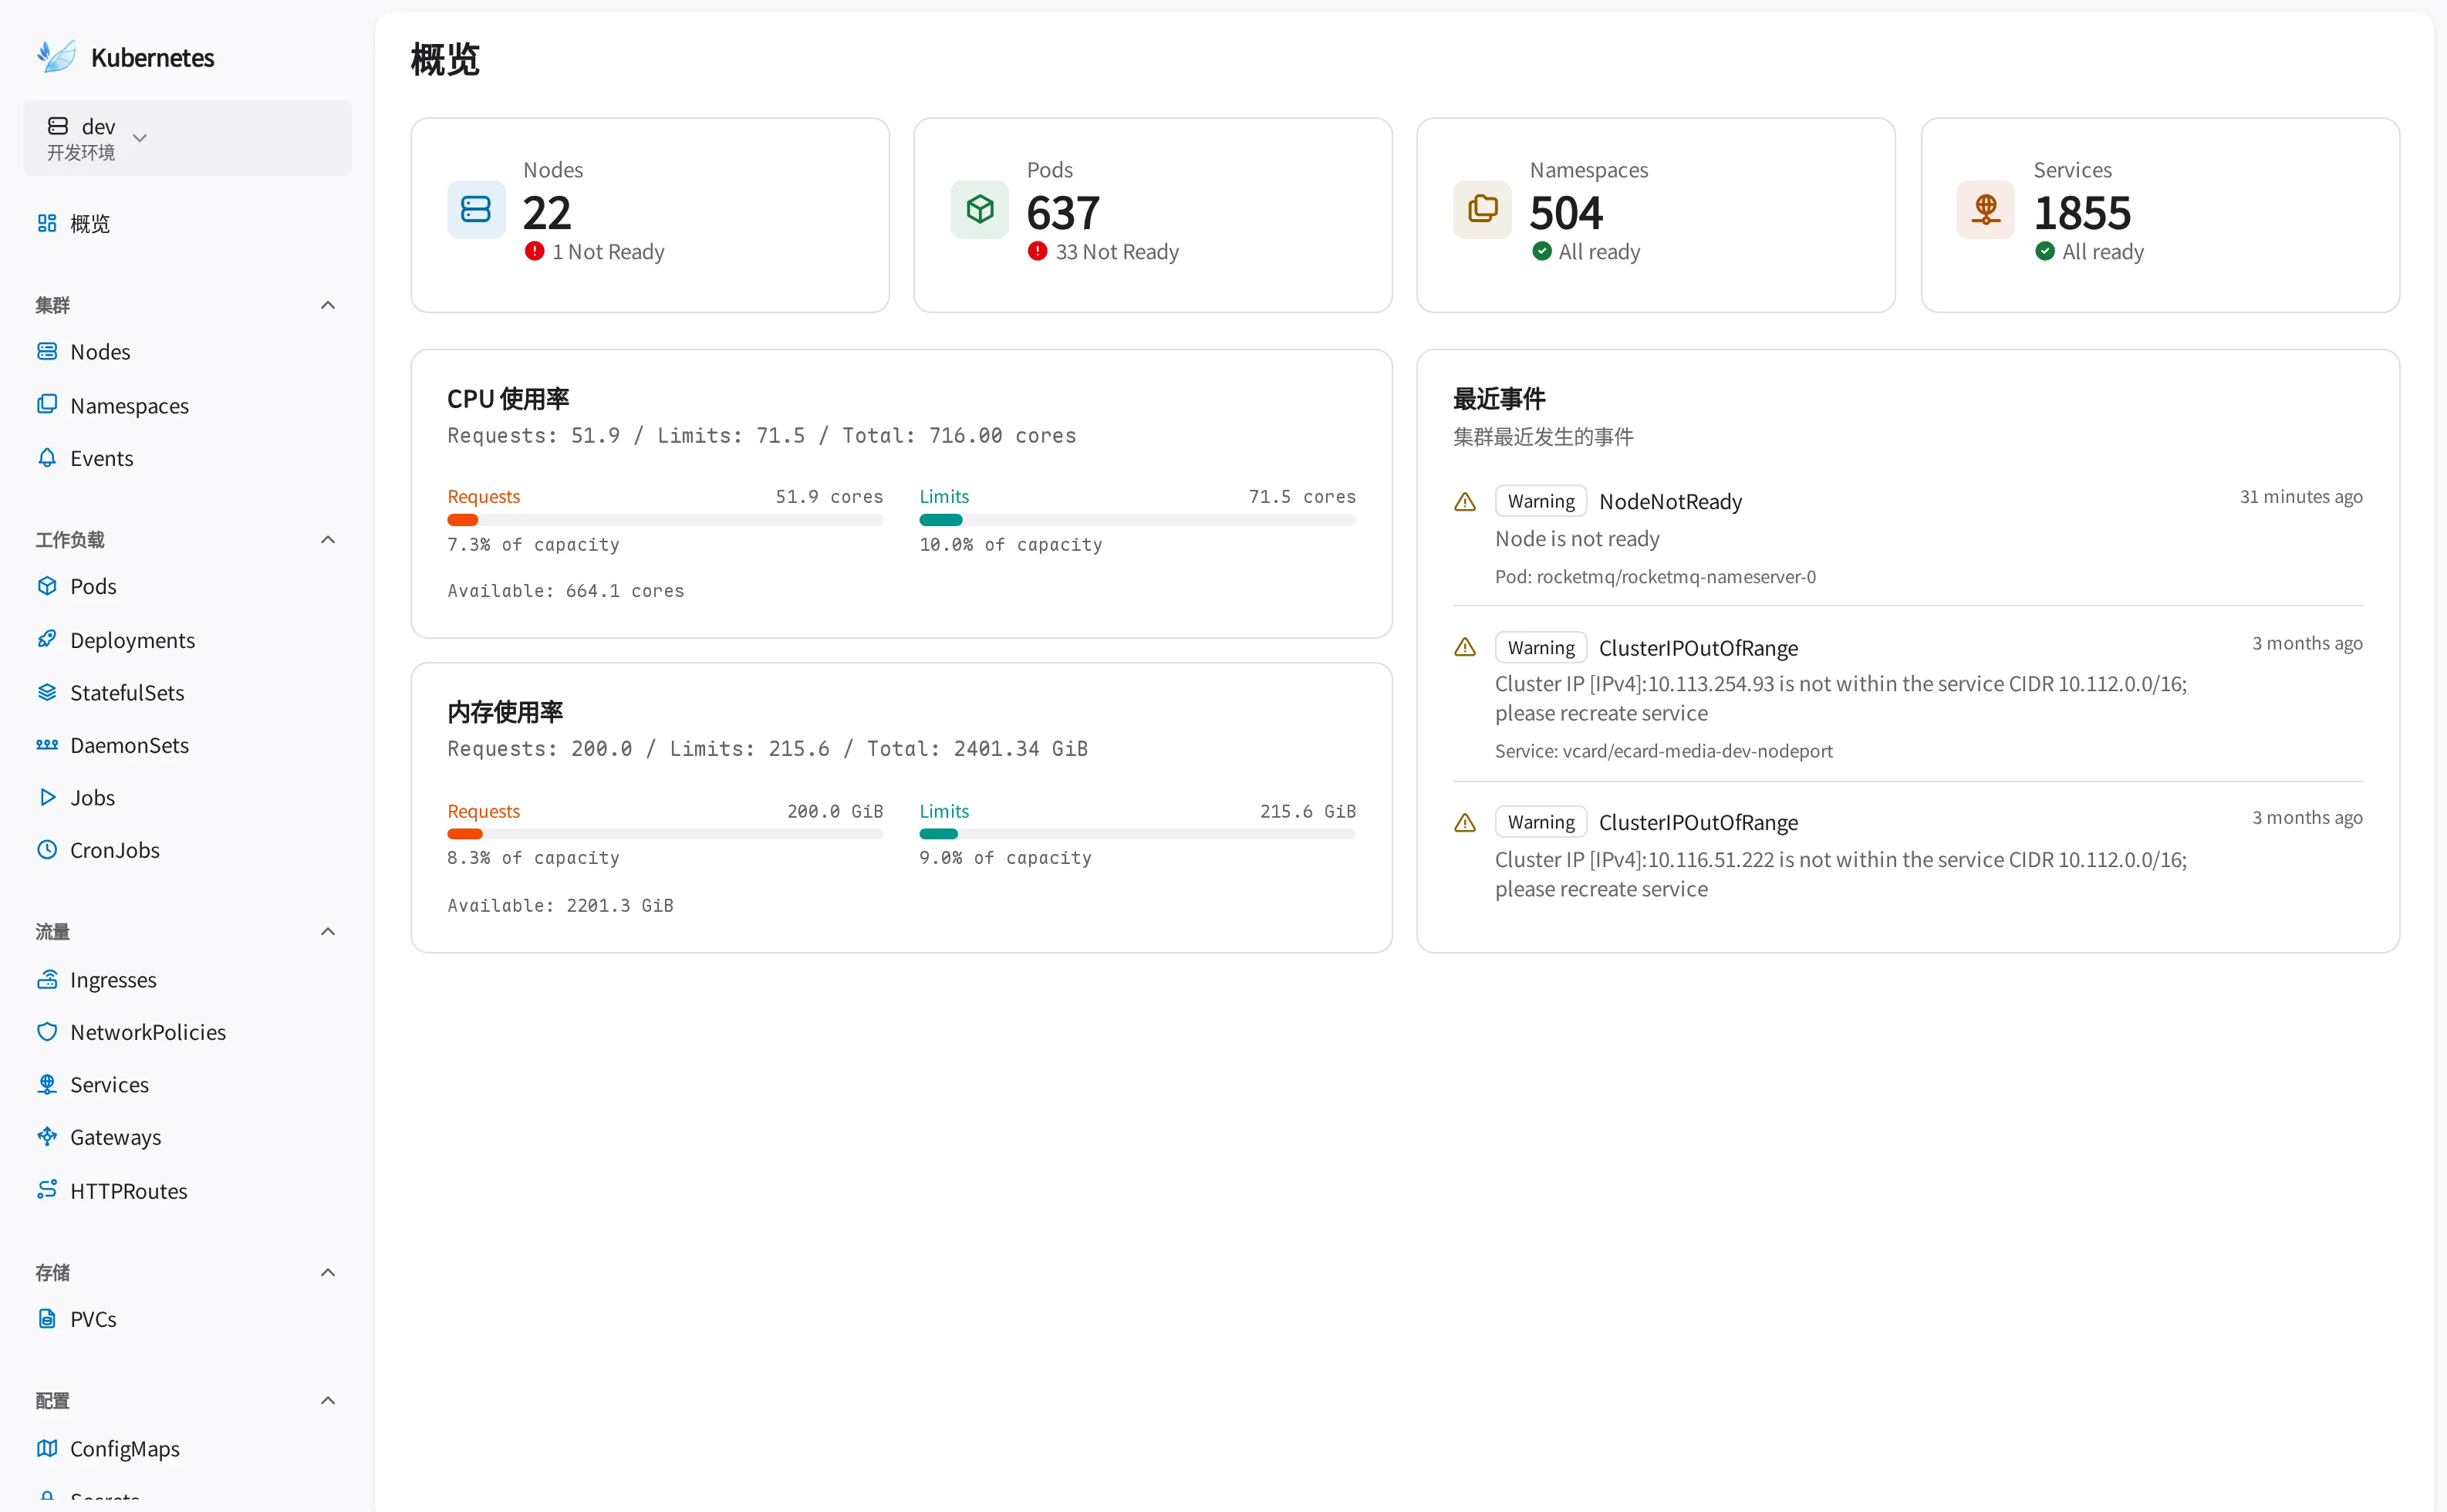 Kubernetes
dev
开发环境
概览
集群
Nodes
Namespaces
Events
工作负载
Pods
Deployments
StatefulSets
DaemonSets
Jobs
CronJobs
流量
Ingresses
NetworkPolicies
Services
Gateways
HTTPRoutes
存储
PVCs
配置
ConfigMaps
Secrets
概览
Nodes
22
1 Not Ready
Pods
637
33 Not Ready
Namespaces
504
All ready
Services
1855
All ready
CPU 使用率
Requests: 51.9 / Limits: 71.5 / Total: 716.00 cores
Requests 51.9 cores
7.3% of capacity
Limits 71.5 cores
10.0% of capacity
Available: 664.1 cores
内存使用率
Requests: 200.0 / Limits: 215.6 / Total: 2401.34 GiB
Requests 200.0 GiB
8.3% of capacity
Limits 215.6 GiB
9.0% of capacity
Available: 2201.3 GiB
最近事件
集群最近发生的事件
Warning NodeNotReady 31 minutes ago
Node is not ready
Pod: rocketmq/rocketmq-nameserver-0
Warning ClusterIPOutOfRange 3 months ago
Cluster IP [IPv4]:10.113.254.93 is not within the service CIDR 10.112.0.0/16;
please recreate service
Service: vcard/ecard-media-dev-nodeport
Warning ClusterIPOutOfRange 3 months ago
Cluster IP [IPv4]:10.116.51.222 is not within the service CIDR 10.112.0.0/16;
please recreate service